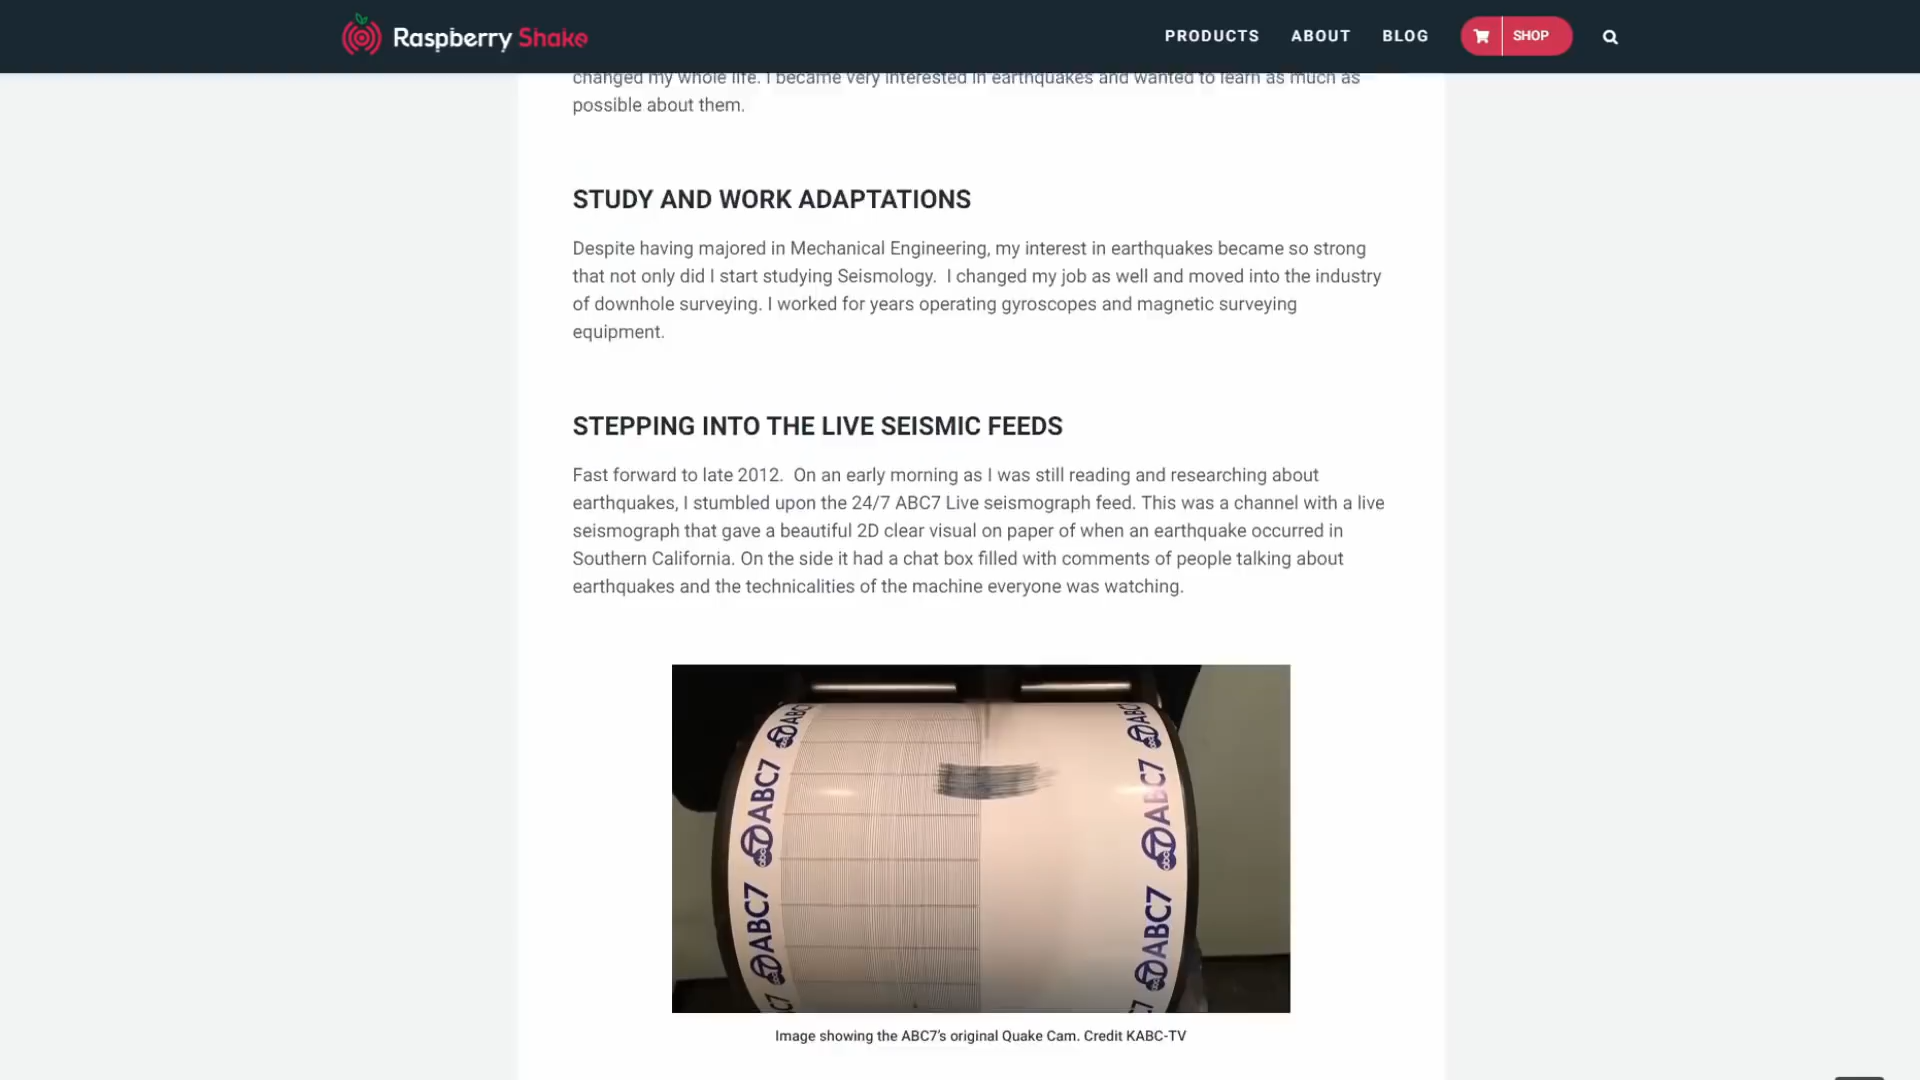 Raspberry Shake
PRODUCTS ABOUT BLOG SHOP
changed my whole life. I became very interested in earthquakes and wanted to learn as much as
possible about them.
STUDY AND WORK ADAPTATIONS
Despite having majored in Mechanical Engineering, my interest in earthquakes became so strong
that not only did I start studying Seismology.  I changed my job as well and moved into the industry
of downhole surveying. I worked for years operating gyroscopes and magnetic surveying
equipment.
STEPPING INTO THE LIVE SEISMIC FEEDS
Fast forward to late 2012.  On an early morning as I was still reading and researching about
earthquakes, I stumbled upon the 24/7 ABC7 Live seismograph feed. This was a channel with a live
seismograph that gave a beautiful 2D clear visual on paper of when an earthquake occurred in
Southern California. On the side it had a chat box filled with comments of people talking about
earthquakes and the technicalities of the machine everyone was watching.
abc7 ABC7
abc7 ABC7
abc7 ABC7
abc7 ABC7
abc7 ABC7
abc7 ABC7
Image showing the ABC7's original Quake Cam. Credit KABC-TV